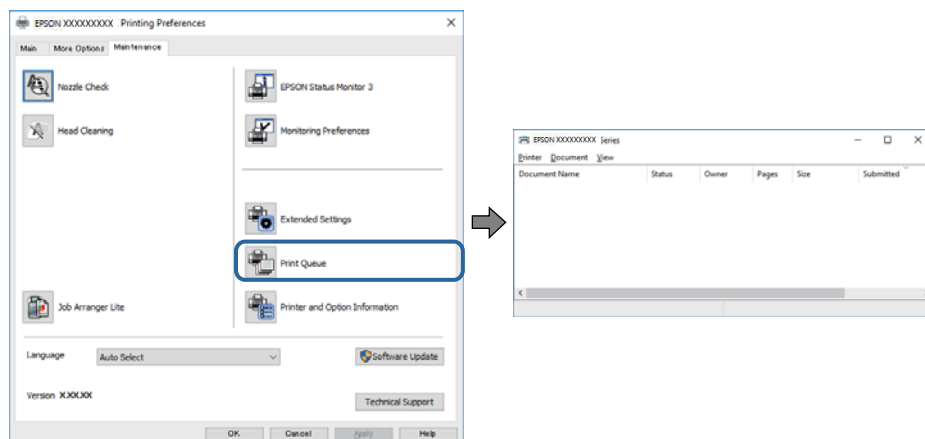 EPSON XXXXXXXXX Printing Preferences
Main More Options Maintenance
Nozzle Check
EPSON Status Monitor 3
Head Cleaning
Monitoring Preferences
Extended Settings
Print Queue
Job Arranger Lite
Printer and Option Information
Language Auto Select
Software Update
Version X.XX.XX
Technical Support
OK Cancel Apply Help
EPSON XXXXXXXXX Series
Printer Document View
Document Name Status Owner Pages Size Submitted